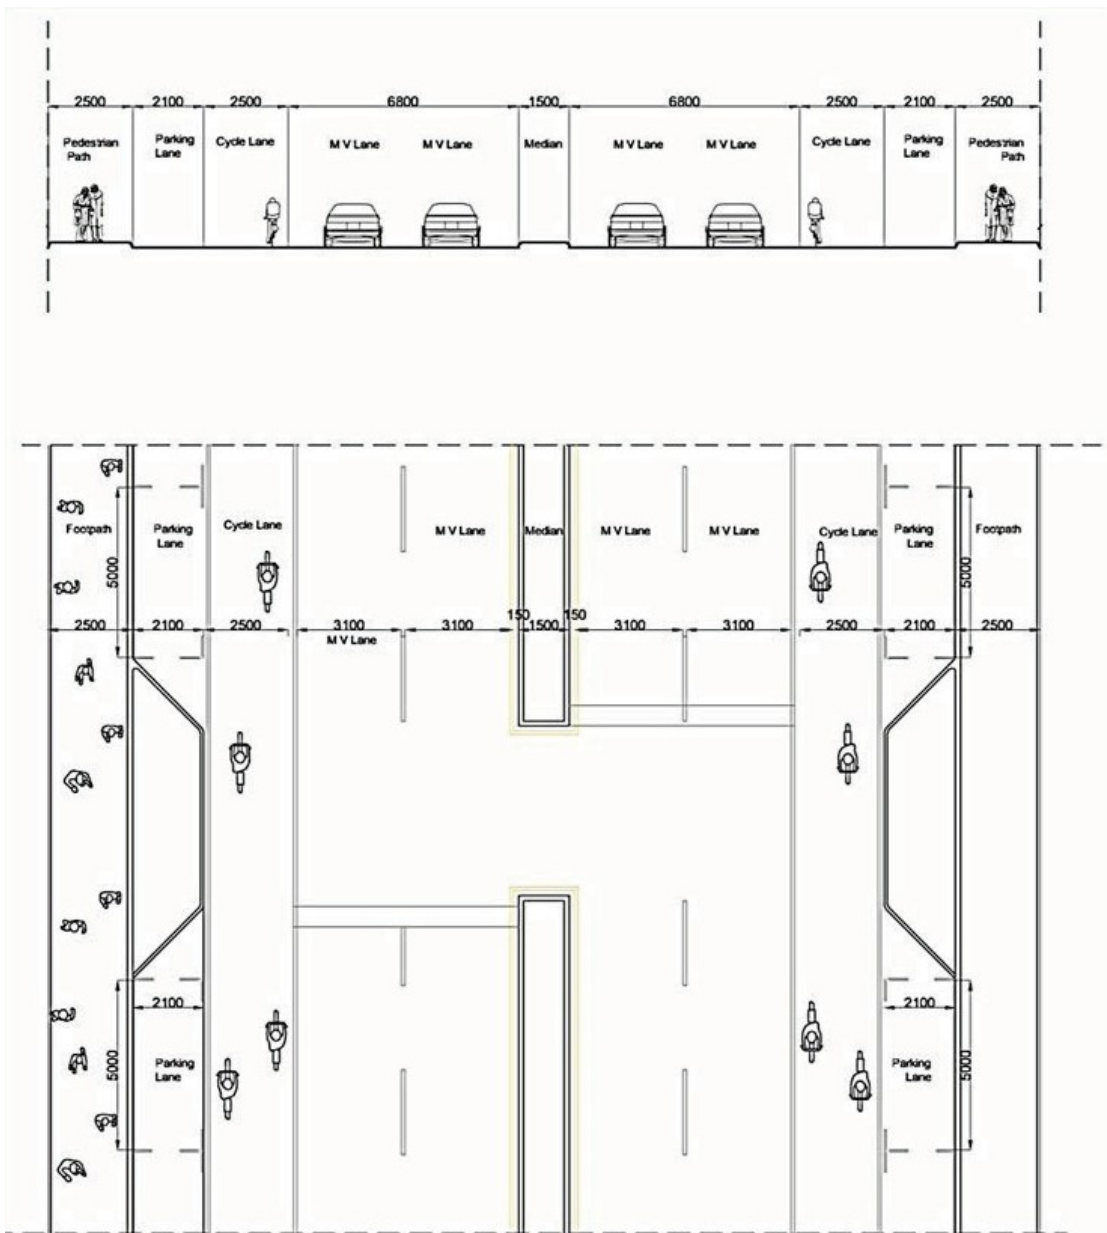 2500 2100 2500 6800 1500 6800 2500 2100 2500
Pedestrian
Path
Parking
Lane
Cycle Lane
M V Lane
M V Lane
Median
M V Lane
M V Lane
Cycle Lane
Parking
Lane
Pedestrian
Path
Footpath
Parking
Lane
Cycle Lane
M V Lane
Median
M V Lane
M V Lane
Cycle Lane
Parking
Lane
Footpath
5000
5000
150 150
2500 2100 2500 3100 3100 1500 3100 3100 2500 2100 2500
M V Lane
2100
2100
5000
Parking
Lane
Parking
Lane
5000